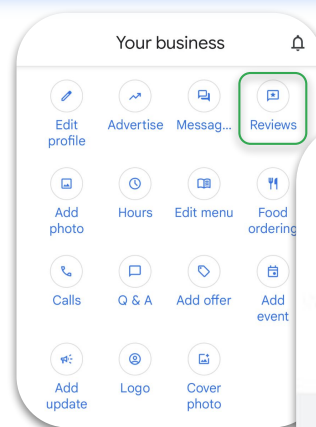 Your business
Edit profile
Advertise
Messag...
Reviews
Add photo
Hours
Edit menu
Food ordering
Calls
Q & A
Add offer
Add event
Add update
Logo
Cover photo